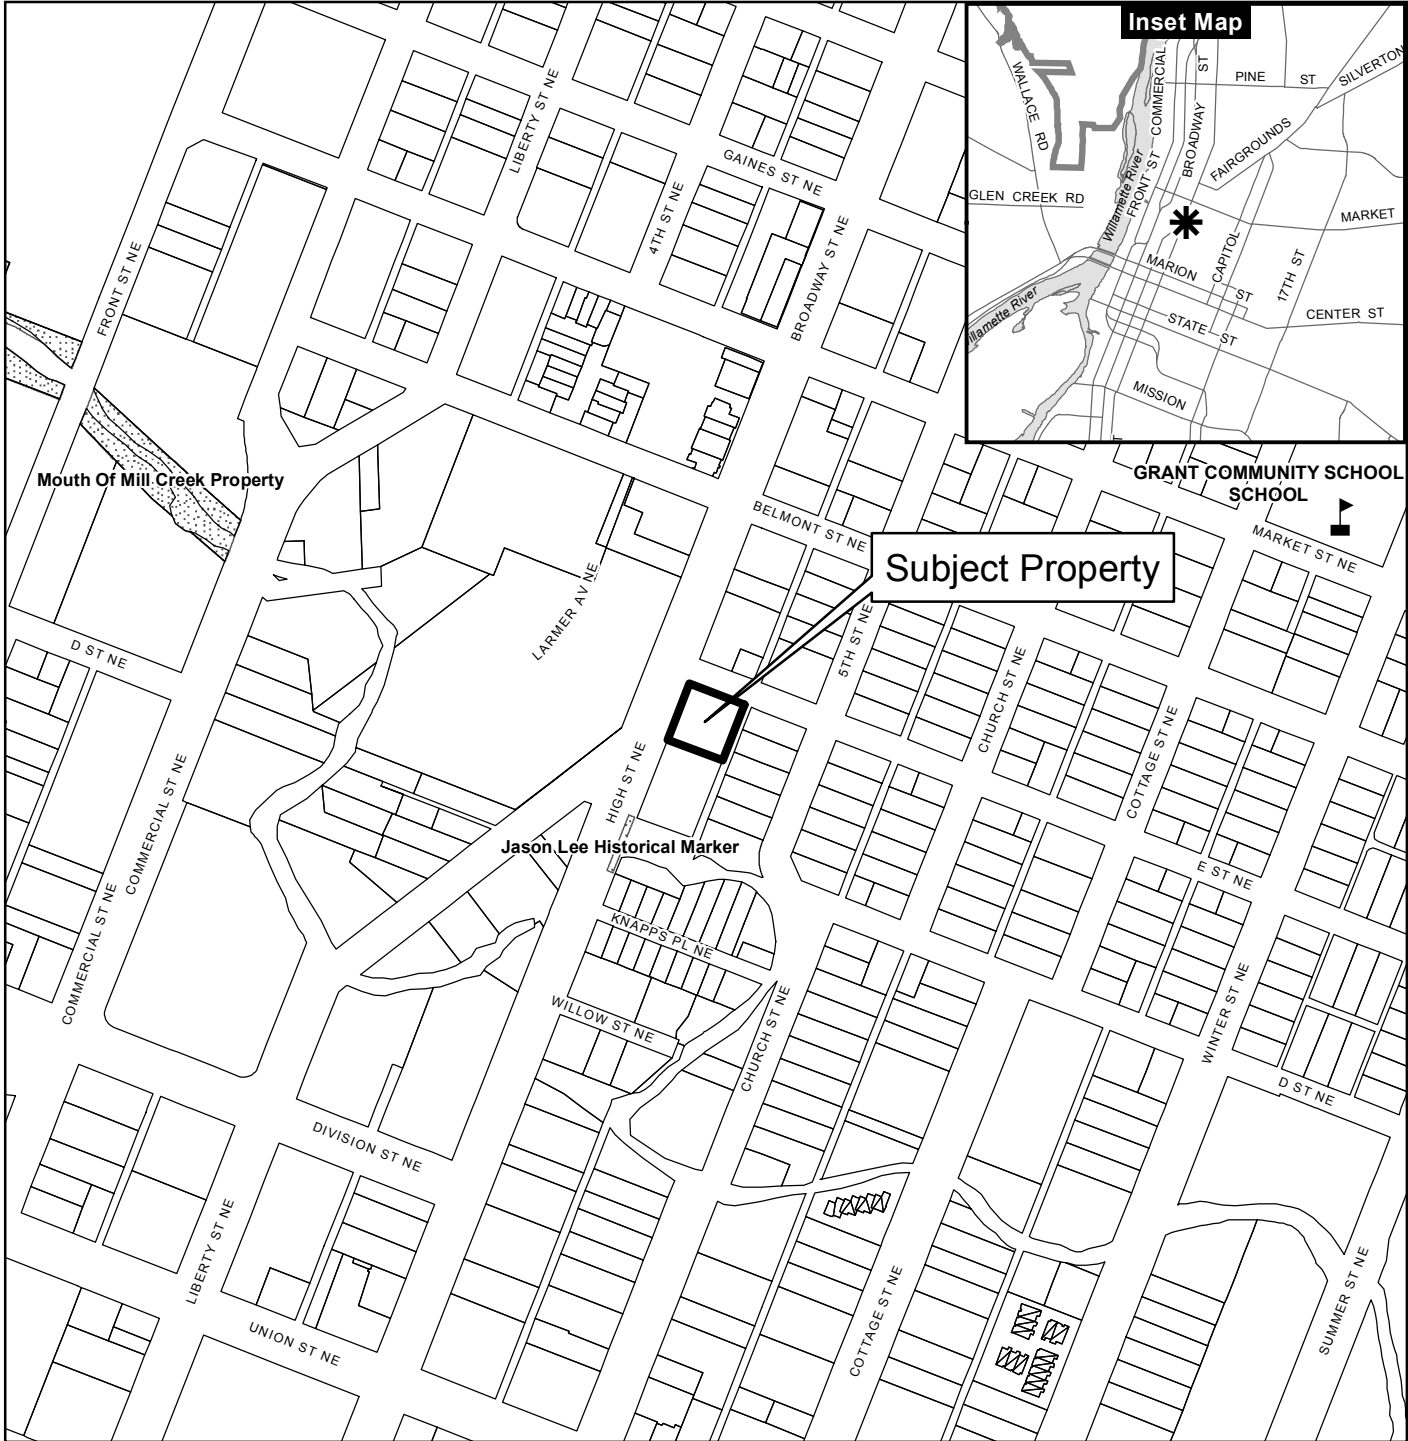 Inset Map
WALLACE RD
COMMERCIAL
ST
PINE ST
SILVERTON
FRONT ST
BROADWAY
FAIRGROUNDS
Willamette River
GLEN CREEK RD
MARKET
MARION ST
CAPITOL
17TH ST
CENTER ST
STATE ST
illamette River
MISSION
T
LIBERTY ST NE
GAINES ST NE
4TH ST NE
BROADWAY ST NE
FRONT ST NE
Mouth Of Mill Creek Property
GRANT COMMUNITY SCHOOL
SCHOOL
BELMONT ST NE
MARKET ST NE
Subject Property
LARMER AV NE
5TH ST NE
D ST NE
CHURCH ST NE
COTTAGE ST NE
HIGH ST NE
COMMERCIAL ST NE
Jason Lee Historical Marker
E ST NE
COMMERCIAL ST NE
KNAPPS PL NE
WILLOW ST NE
CHURCH ST NE
WINTER ST NE
D ST NE
DIVISION ST NE
LIBERTY ST NE
UNION ST NE
COTTAGE ST NE
SUMMER ST NE